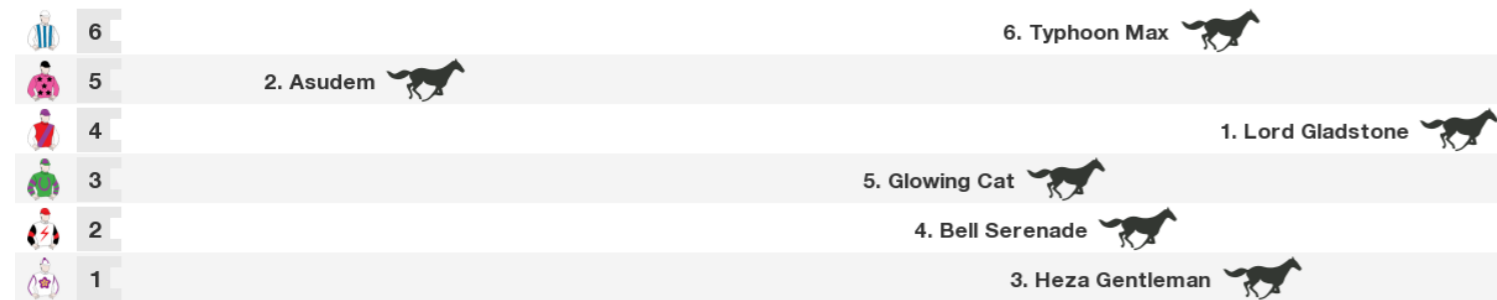 6 6. Typhoon Max
5 2. Asudem
4 1. Lord Gladstone
3 5. Glowing Cat
2 4. Bell Serenade
1 3. Heza Gentleman